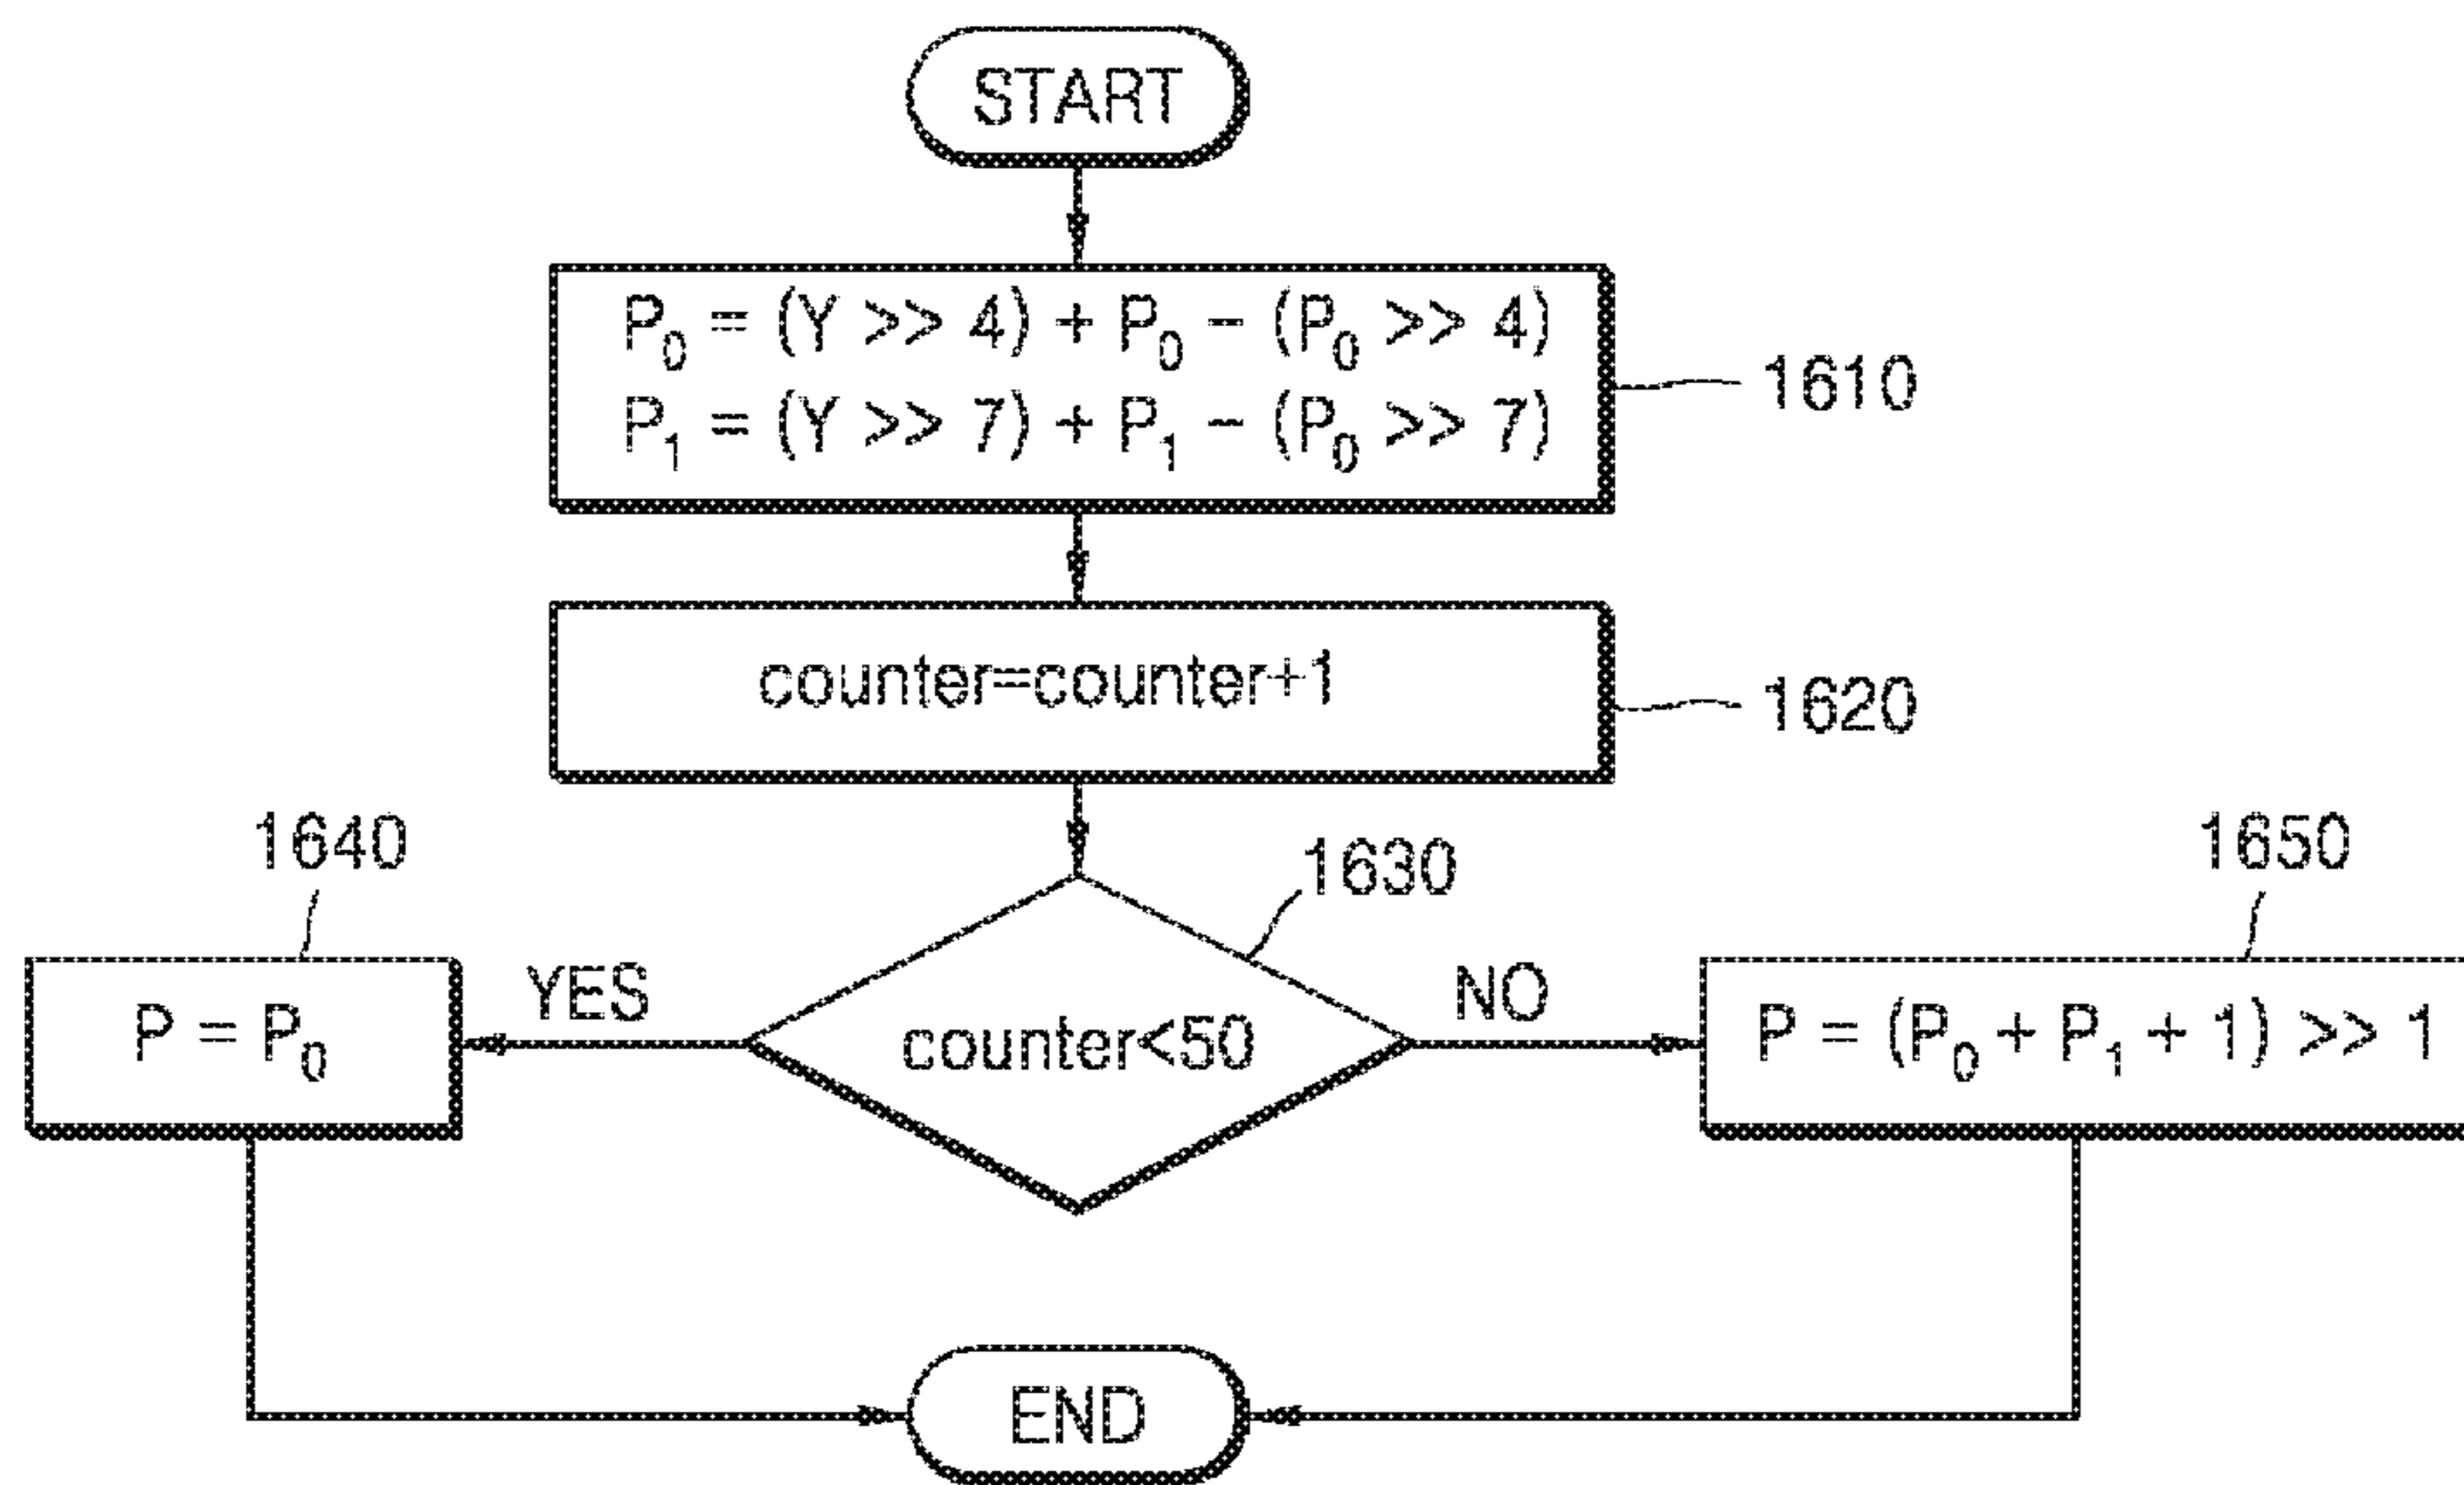 START
P₀ = (Y >> 4) + P₀ − (P₀ >> 4)
P₁ = (Y >> 7) + P₁ − (P₀ >> 7)
1610
counter=counter+1
1620
1640
1630
1650
P = P₀
YES
counter<50
NO
P = (P₀ + P₁ + 1) >> 1
END